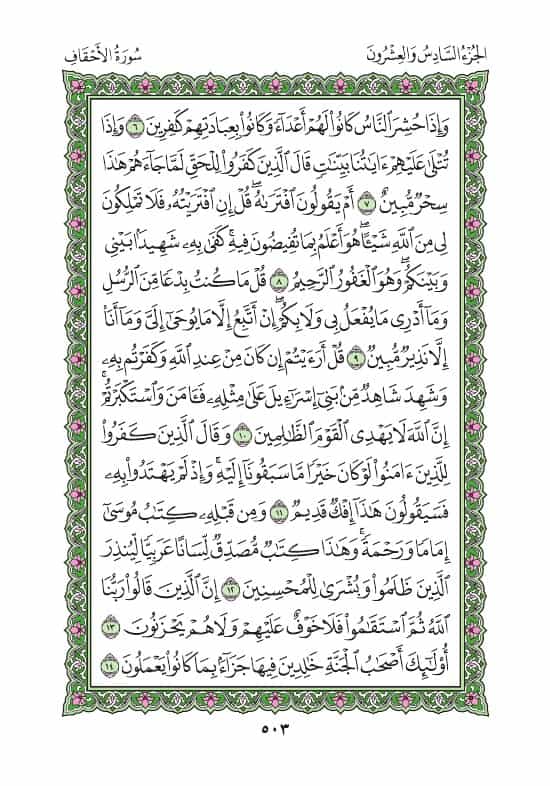 الجُزءُ السَّادِسُ وَالعِشْرُونَ
سُورَةُ الأَحْقَافِ
وَإِذَا حُشِرَ ٱلنَّاسُ كَانُوا۟ لَهُمْ أَعْدَآءً وَكَانُوا۟ بِعِبَادَتِهِمْ كَٰفِرِينَ ٦ وَإِذَا
تُتْلَىٰ عَلَيْهِمْ ءَايَٰتُنَا بَيِّنَٰتٍ قَالَ ٱلَّذِينَ كَفَرُوا۟ لِلْحَقِّ لَمَّا جَآءَهُمْ هَٰذَا
سِحْرٌ مُّبِينٌ ٧ أَمْ يَقُولُونَ ٱفْتَرَىٰهُ ۖ قُلْ إِنِ ٱفْتَرَيْتُهُۥ فَلَا تَمْلِكُونَ
لِى مِنَ ٱللَّهِ شَيْـًٔا ۖ هُوَ أَعْلَمُ بِمَا تُفِيضُونَ فِيهِ ۖ كَفَىٰ بِهِۦ شَهِيدًۢا بَيْنِى
وَبَيْنَكُمْ ۖ وَهُوَ ٱلْغَفُورُ ٱلرَّحِيمُ ٨ قُلْ مَا كُنتُ بِدْعًا مِّنَ ٱلرُّسُلِ
وَمَآ أَدْرِى مَا يُفْعَلُ بِى وَلَا بِكُمْ ۖ إِنْ أَتَّبِعُ إِلَّا مَا يُوحَىٰٓ إِلَىَّ وَمَآ أَنَا۠
إِلَّا نَذِيرٌ مُّبِينٌ ٩ قُلْ أَرَءَيْتُمْ إِن كَانَ مِنْ عِندِ ٱللَّهِ وَكَفَرْتُم بِهِۦ
وَشَهِدَ شَاهِدٌ مِّنۢ بَنِىٓ إِسْرَٰٓءِيلَ عَلَىٰ مِثْلِهِۦ فَـَٔامَنَ وَٱسْتَكْبَرْتُمْ ۖ
إِنَّ ٱللَّهَ لَا يَهْدِى ٱلْقَوْمَ ٱلظَّٰلِمِينَ ١٠ وَقَالَ ٱلَّذِينَ كَفَرُوا۟
لِلَّذِينَ ءَامَنُوا۟ لَوْ كَانَ خَيْرًا مَّا سَبَقُونَآ إِلَيْهِ ۚ وَإِذْ لَمْ يَهْتَدُوا۟ بِهِۦ
فَسَيَقُولُونَ هَٰذَآ إِفْكٌ قَدِيمٌ ١١ وَمِن قَبْلِهِۦ كِتَٰبُ مُوسَىٰٓ
إِمَامًا وَرَحْمَةً ۚ وَهَٰذَا كِتَٰبٌ مُّصَدِّقٌ لِّسَانًا عَرَبِيًّا لِّيُنذِرَ
ٱلَّذِينَ ظَلَمُوا۟ وَبُشْرَىٰ لِلْمُحْسِنِينَ ١٢ إِنَّ ٱلَّذِينَ قَالُوا۟ رَبُّنَا
ٱللَّهُ ثُمَّ ٱسْتَقَٰمُوا۟ فَلَا خَوْفٌ عَلَيْهِمْ وَلَا هُمْ يَحْزَنُونَ ١٣
أُو۟لَٰٓئِكَ أَصْحَٰبُ ٱلْجَنَّةِ خَٰلِدِينَ فِيهَا جَزَآءًۢ بِمَا كَانُوا۟ يَعْمَلُونَ ١٤
٥٠٣